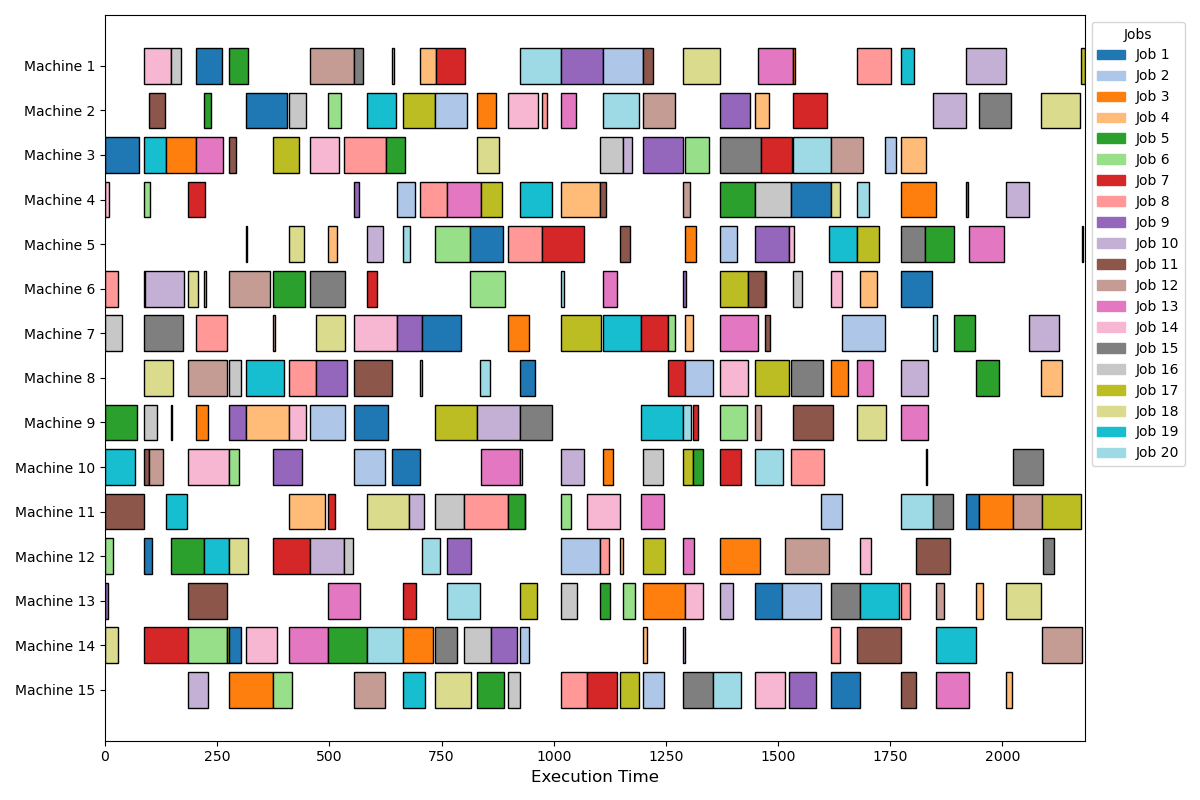 Machine 1
Machine 2
Machine 3
Machine 4
Machine 5
Machine 6
Machine 7
Machine 8
Machine 9
Machine 10
Machine 11
Machine 12
Machine 13
Machine 14
Machine 15
0 250 500 750 1000 1250 1500 1750 2000
Execution Time
Jobs
Job 1
Job 2
Job 3
Job 4
Job 5
Job 6
Job 7
Job 8
Job 9
Job 10
Job 11
Job 12
Job 13
Job 14
Job 15
Job 16
Job 17
Job 18
Job 19
Job 20